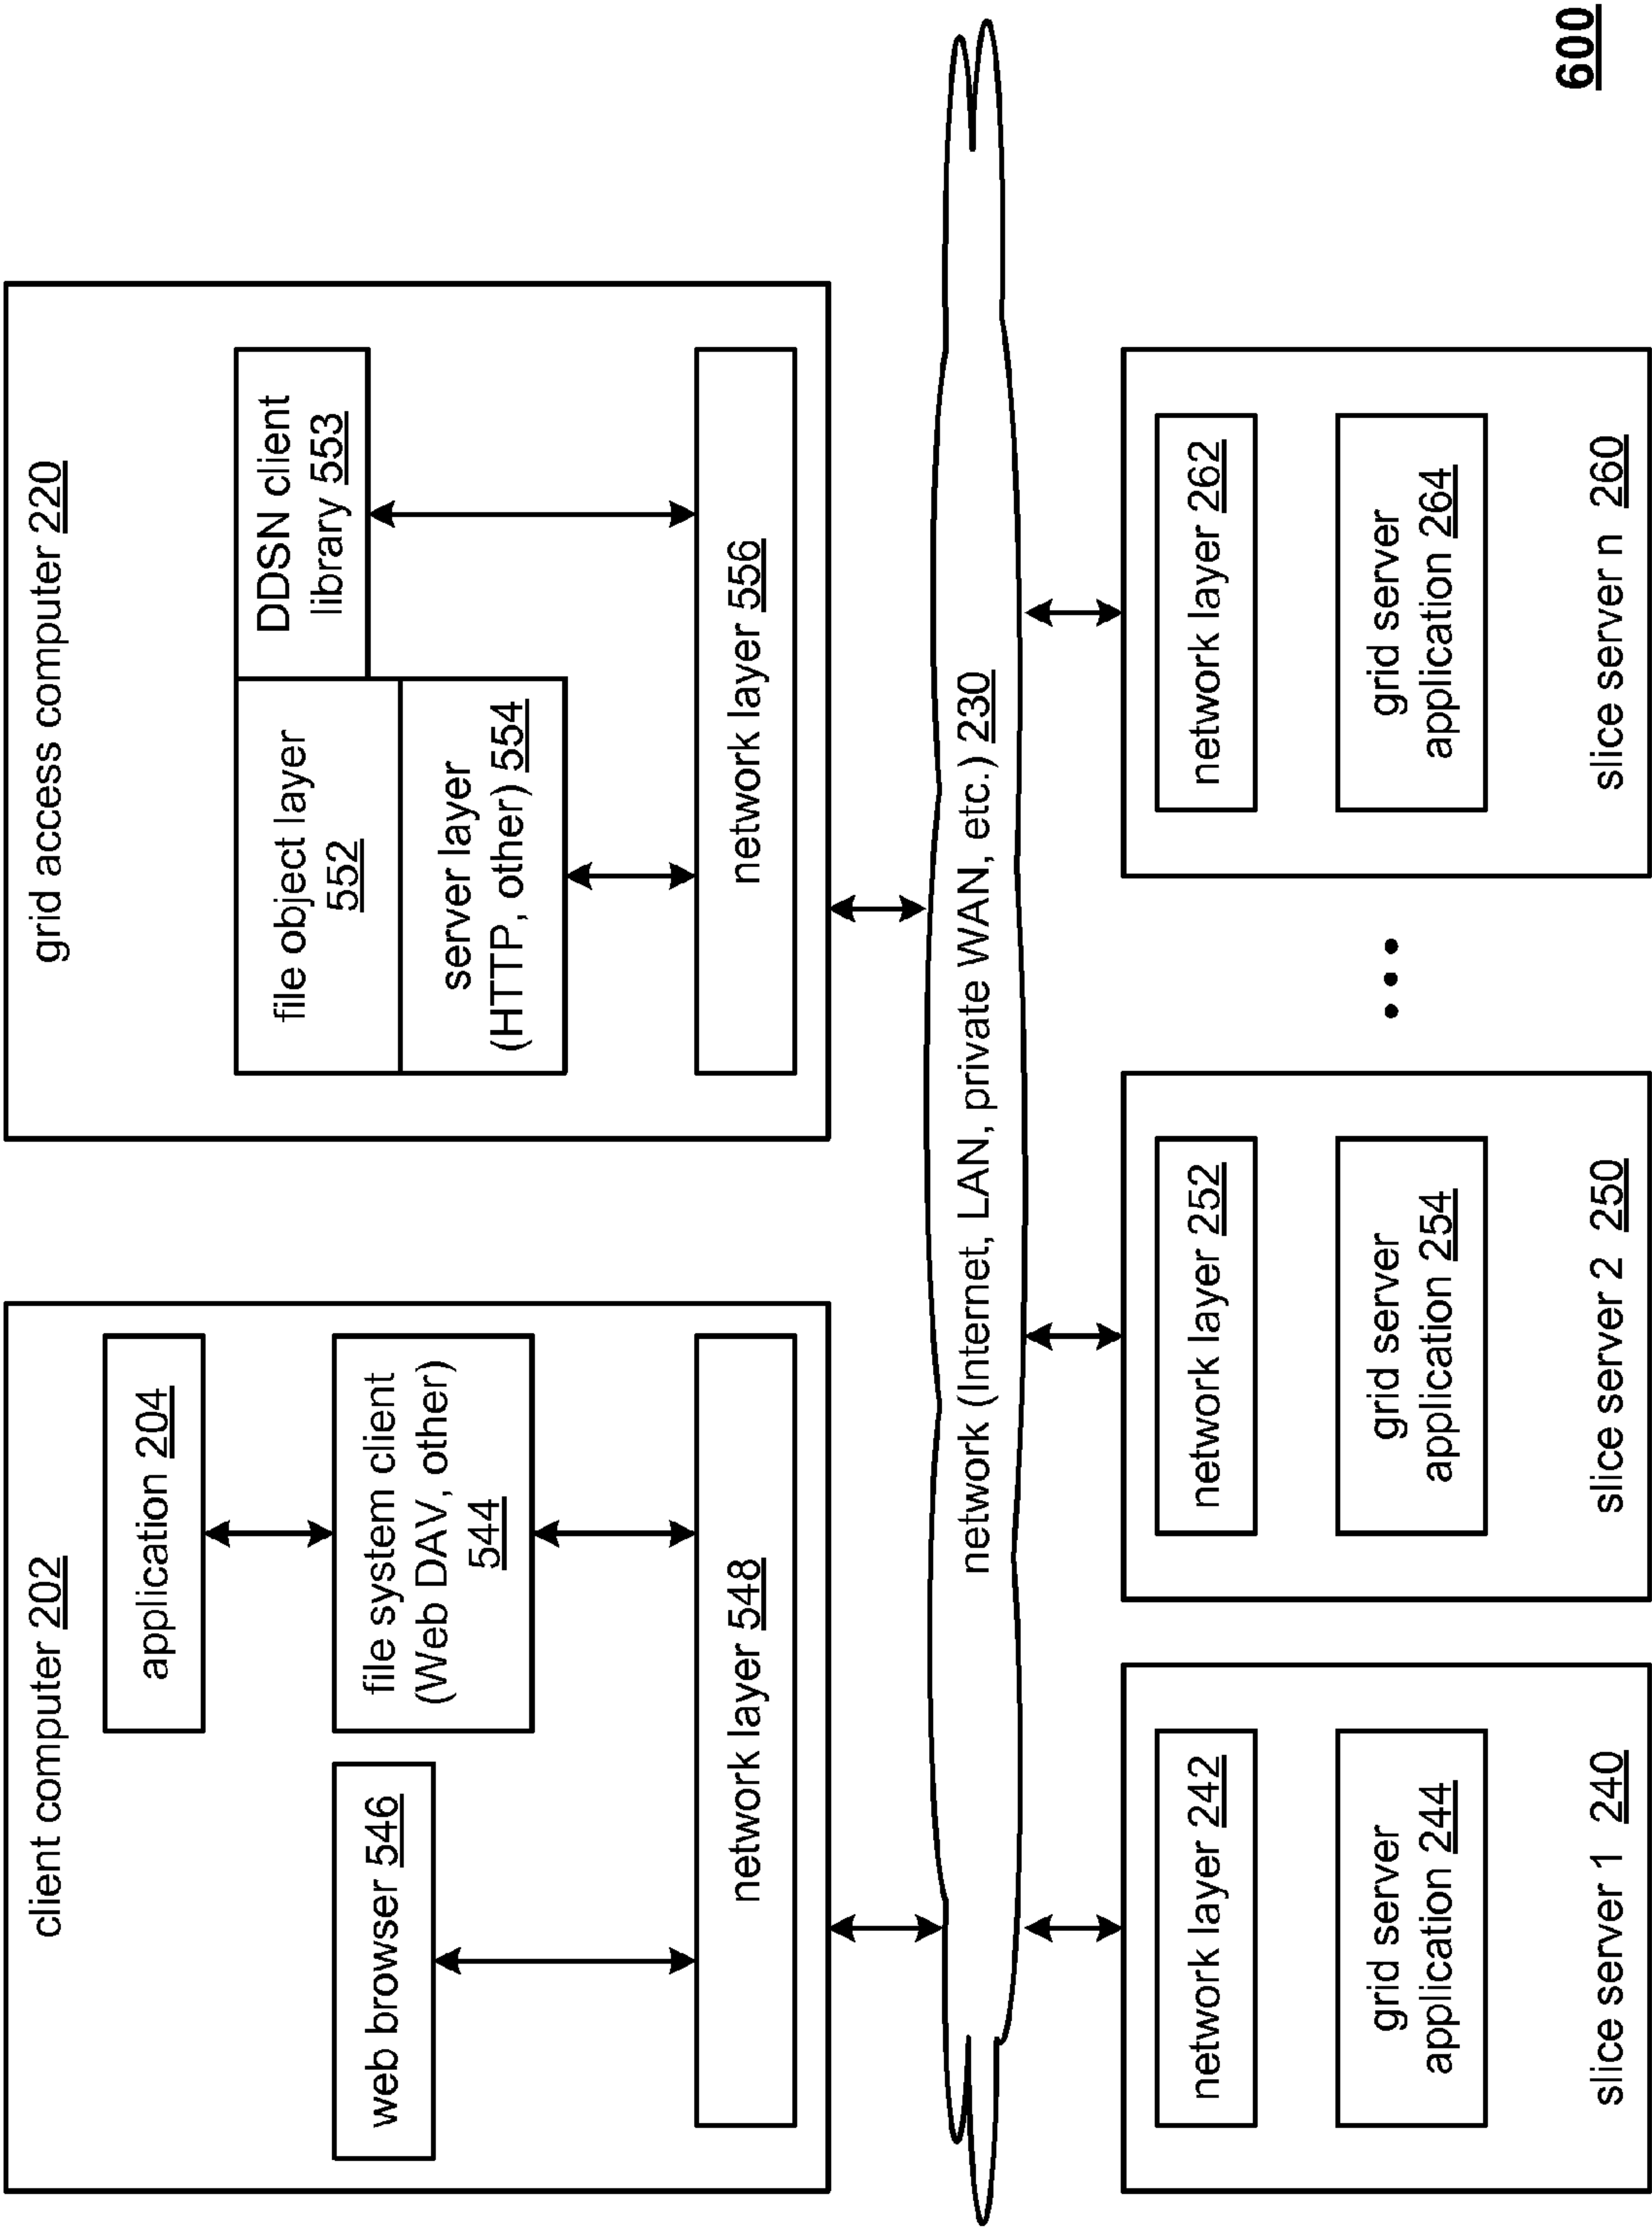 client computer 202
application 204
web browser 546
file system client
(Web DAV, other)
544
network layer 548
grid access computer 220
file object layer
552
DDSN client
library 553
server layer
(HTTP, other) 554
network layer 556
network (Internet, LAN, private WAN, etc.) 230
network layer 242
grid server
application 244
slice server 1 240
network layer 252
grid server
application 254
slice server 2 250
• • •
network layer 262
grid server
application 264
slice server n 260
600